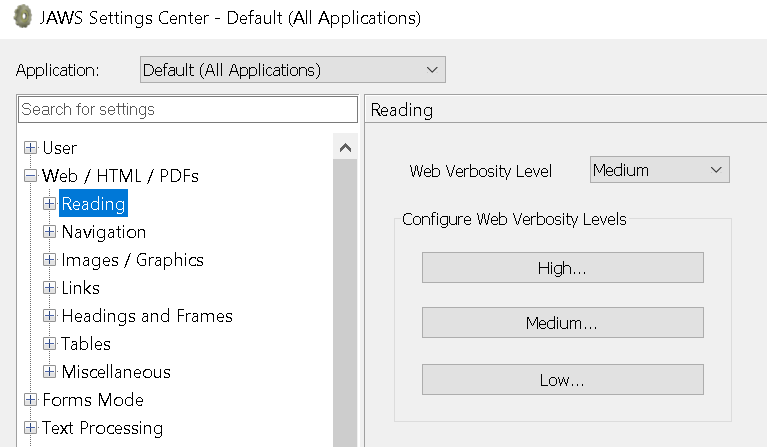 JAWS Settings Center - Default (All Applications)
Application: Default (All Applications)
Search for settings
Reading
User
Web / HTML / PDFs
Web Verbosity Level Medium
Reading
Navigation
Configure Web Verbosity Levels
Images / Graphics
High...
Links
Headings and Frames
Medium...
Tables
Miscellaneous
Low...
Forms Mode
Text Processing